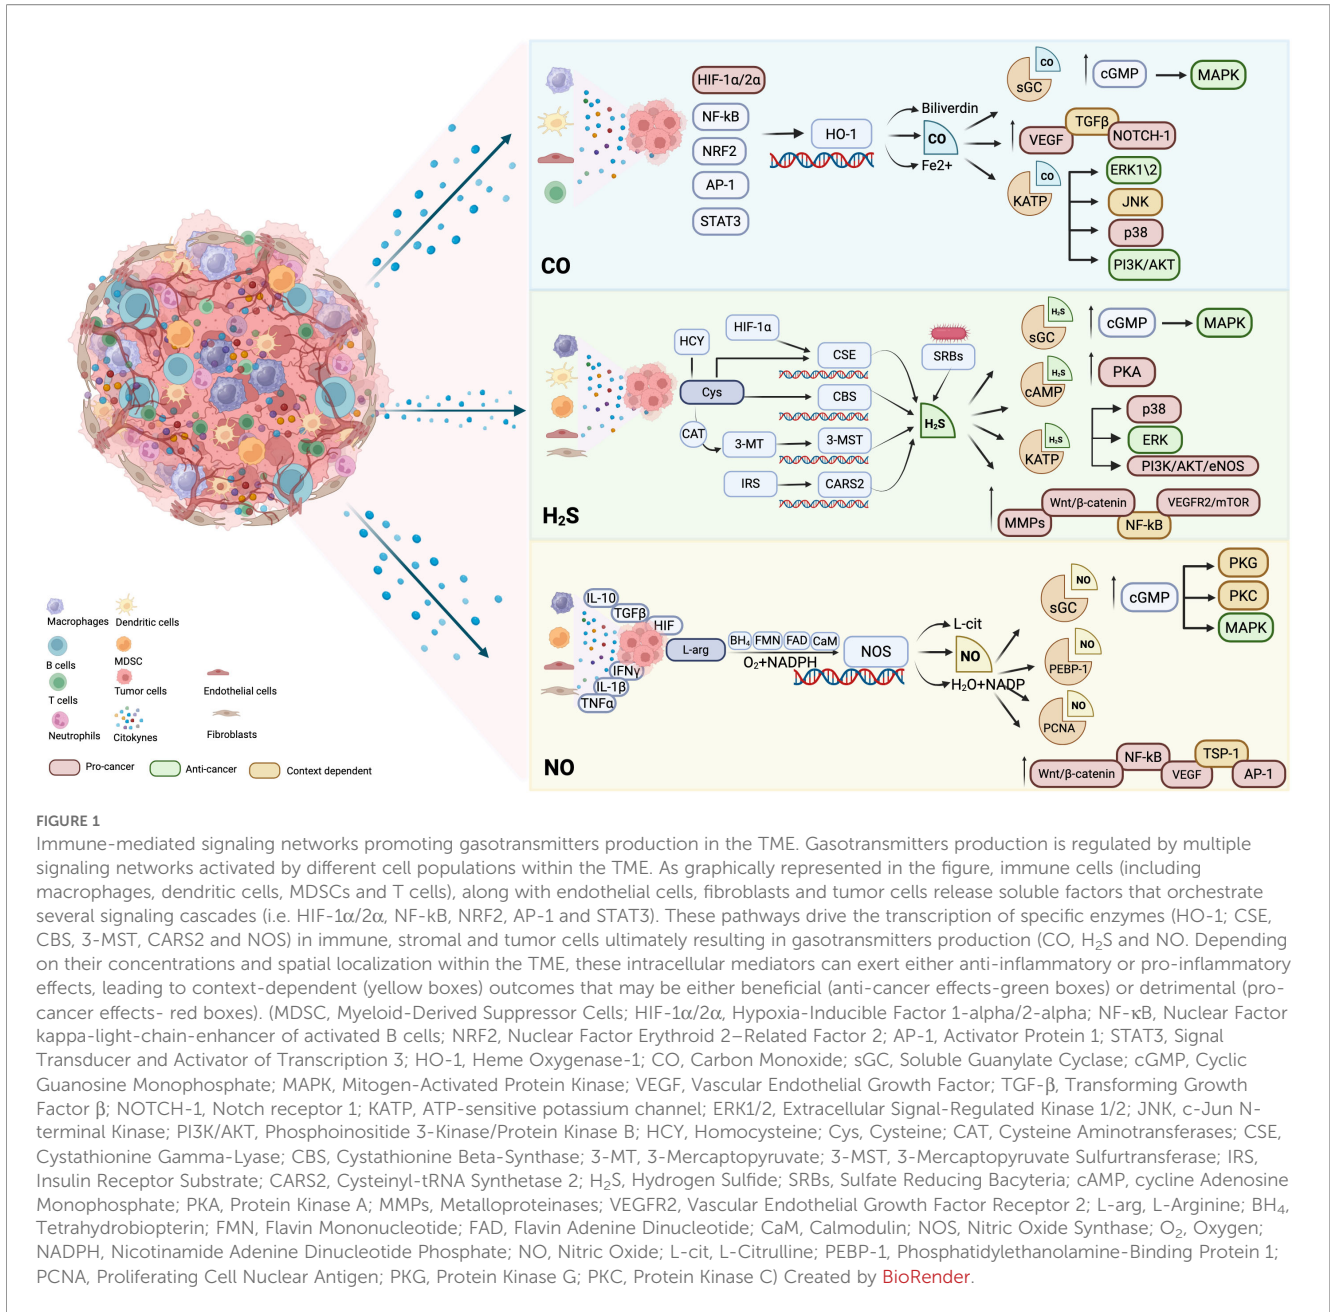 HIF-1α/2α
NF-kB
NRF2
AP-1
STAT3
HO-1
Biliverdin
CO
Fe2+
CO
sGC
cGMP
MAPK
VEGF
TGFβ
NOTCH-1
CO
KATP
ERK1\2
JNK
p38
PI3K/AKT
CO
HCY
HIF-1α
Cys
CAT
3-MT
IRS
CSE
CBS
3-MST
CARS2
SRBs
H₂S
H₂S
sGC
cGMP
MAPK
H₂S
cAMP
PKA
H₂S
KATP
p38
ERK
PI3K/AKT/eNOS
MMPs
Wnt/β-catenin
NF-kB
VEGFR2/mTOR
H₂S
IL-10
TGFβ
HIF
IFNγ
IL-1β
TNFα
L-arg
BH₄
FMN
FAD
CaM
O₂+NADPH
NOS
L-cit
NO
H₂O+NADP
NO
sGC
cGMP
PKG
PKC
MAPK
NO
PEBP-1
NO
PCNA
Wnt/β-catenin
NF-kB
VEGF
TSP-1
AP-1
NO
Macrophages
Dendritic cells
B cells
MDSC
T cells
Tumor cells
Endothelial cells
Neutrophils
Citokynes
Fibroblasts
Pro-cancer
Anti-cancer
Context dependent
FIGURE 1
Immune-mediated signaling networks promoting gasotransmitters production in the TME. Gasotransmitters production is regulated by multiple
signaling networks activated by different cell populations within the TME. As graphically represented in the figure, immune cells (including
macrophages, dendritic cells, MDSCs and T cells), along with endothelial cells, fibroblasts and tumor cells release soluble factors that orchestrate
several signaling cascades (i.e. HIF-1α/2α, NF-kB, NRF2, AP-1 and STAT3). These pathways drive the transcription of specific enzymes (HO-1; CSE,
CBS, 3-MST, CARS2 and NOS) in immune, stromal and tumor cells ultimately resulting in gasotransmitters production (CO, H₂S and NO. Depending
on their concentrations and spatial localization within the TME, these intracellular mediators can exert either anti-inflammatory or pro-inflammatory
effects, leading to context-dependent (yellow boxes) outcomes that may be either beneficial (anti-cancer effects-green boxes) or detrimental (pro-
cancer effects- red boxes). (MDSC, Myeloid-Derived Suppressor Cells; HIF-1α/2α, Hypoxia-Inducible Factor 1-alpha/2-alpha; NF-κB, Nuclear Factor
kappa-light-chain-enhancer of activated B cells; NRF2, Nuclear Factor Erythroid 2–Related Factor 2; AP-1, Activator Protein 1; STAT3, Signal
Transducer and Activator of Transcription 3; HO-1, Heme Oxygenase-1; CO, Carbon Monoxide; sGC, Soluble Guanylate Cyclase; cGMP, Cyclic
Guanosine Monophosphate; MAPK, Mitogen-Activated Protein Kinase; VEGF, Vascular Endothelial Growth Factor; TGF-β, Transforming Growth
Factor β; NOTCH-1, Notch receptor 1; KATP, ATP-sensitive potassium channel; ERK1/2, Extracellular Signal-Regulated Kinase 1/2; JNK, c-Jun N-
terminal Kinase; PI3K/AKT, Phosphoinositide 3-Kinase/Protein Kinase B; HCY, Homocysteine; Cys, Cysteine; CAT, Cysteine Aminotransferases; CSE,
Cystathionine Gamma-Lyase; CBS, Cystathionine Beta-Synthase; 3-MT, 3-Mercaptopyruvate; 3-MST, 3-Mercaptopyruvate Sulfurtransferase; IRS,
Insulin Receptor Substrate; CARS2, Cysteinyl-tRNA Synthetase 2; H₂S, Hydrogen Sulfide; SRBs, Sulfate Reducing Bacyteria; cAMP, cycline Adenosine
Monophosphate; PKA, Protein Kinase A; MMPs, Metalloproteinases; VEGFR2, Vascular Endothelial Growth Factor Receptor 2; L-arg, L-Arginine; BH₄,
Tetrahydrobiopterin; FMN, Flavin Mononucleotide; FAD, Flavin Adenine Dinucleotide; CaM, Calmodulin; NOS, Nitric Oxide Synthase; O₂, Oxygen;
NADPH, Nicotinamide Adenine Dinucleotide Phosphate; NO, Nitric Oxide; L-cit, L-Citrulline; PEBP-1, Phosphatidylethanolamine-Binding Protein 1;
PCNA, Proliferating Cell Nuclear Antigen; PKG, Protein Kinase G; PKC, Protein Kinase C) Created by BioRender.